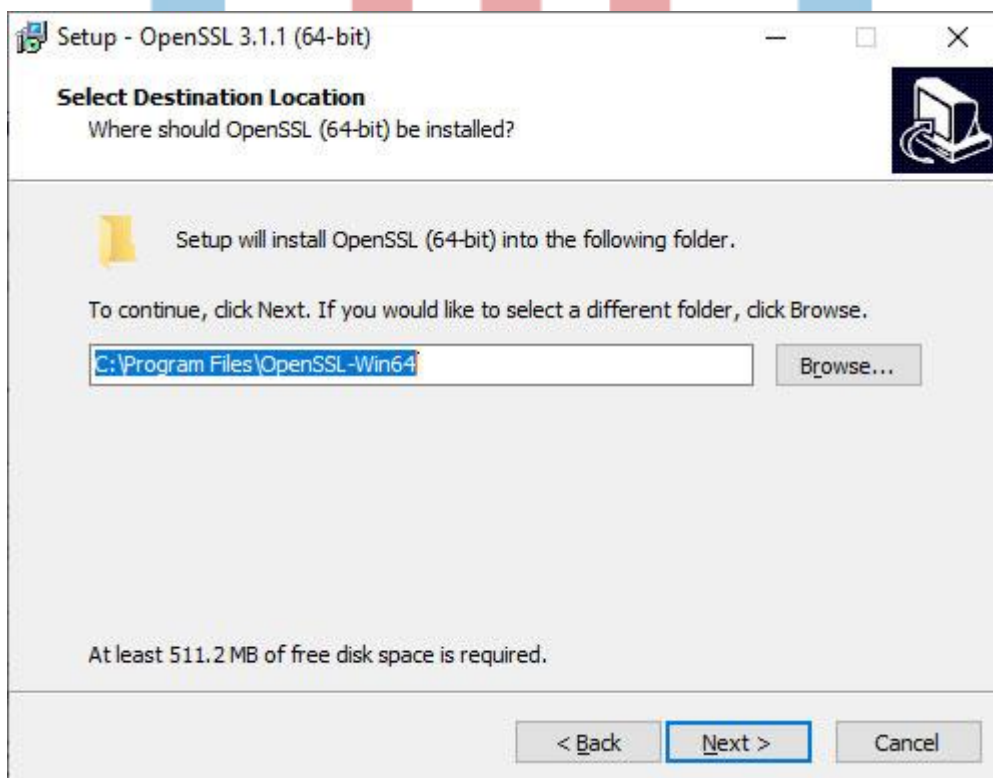 Setup - OpenSSL 3.1.1 (64-bit)
Select Destination Location
Where should OpenSSL (64-bit) be installed?
Setup will install OpenSSL (64-bit) into the following folder.
To continue, click Next. If you would like to select a different folder, click Browse.
C:\Program Files\OpenSSL-Win64
Browse...
At least 511.2 MB of free disk space is required.
< Back
Next >
Cancel